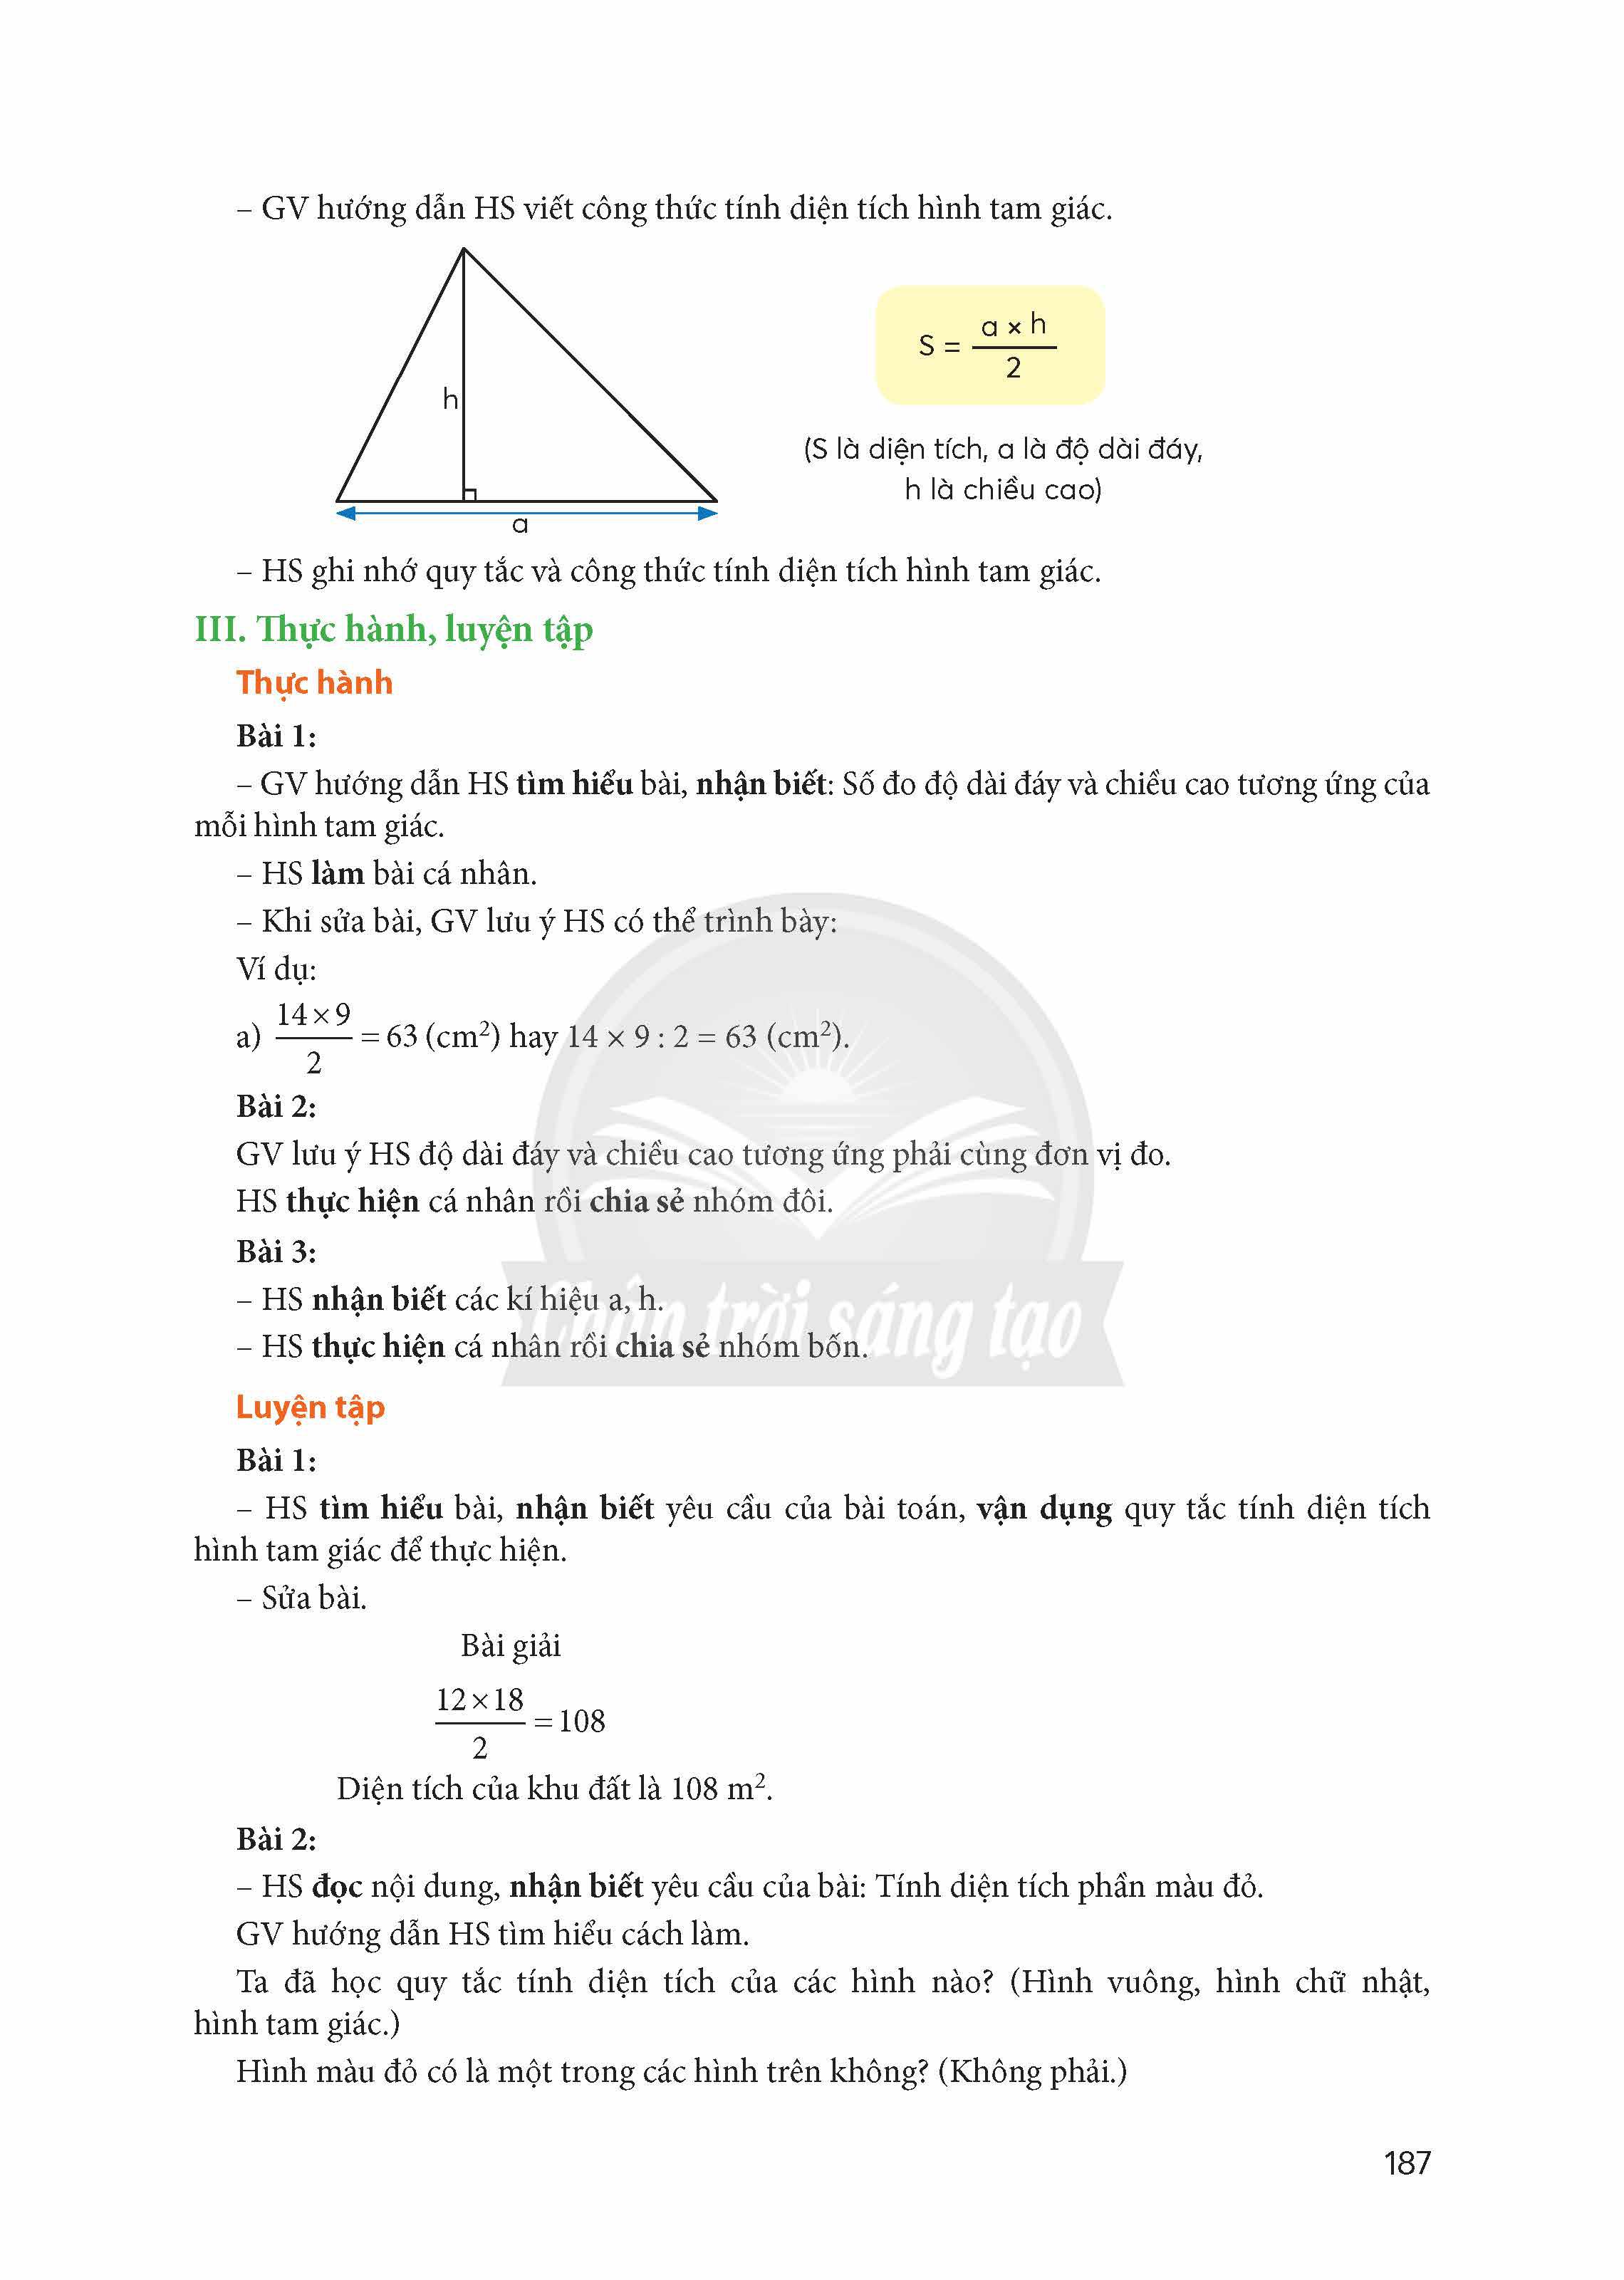 – GV hướng dẫn HS viết công thức tính diện tích hình tam giác.
h
a
S = a × h / 2
(S là diện tích, a là độ dài đáy,
h là chiều cao)
– HS ghi nhớ quy tắc và công thức tính diện tích hình tam giác.
III. Thực hành, luyện tập
Thực hành
Bài 1:
– GV hướng dẫn HS tìm hiểu bài, nhận biết: Số đo độ dài đáy và chiều cao tương ứng của
mỗi hình tam giác.
– HS làm bài cá nhân.
– Khi sửa bài, GV lưu ý HS có thể trình bày:
Ví dụ:
a) 14 × 9 / 2 = 63 (cm²) hay 14 × 9 : 2 = 63 (cm²).
Bài 2:
GV lưu ý HS độ dài đáy và chiều cao tương ứng phải cùng đơn vị đo.
HS thực hiện cá nhân rồi chia sẻ nhóm đôi.
Bài 3:
– HS nhận biết các kí hiệu a, h.
– HS thực hiện cá nhân rồi chia sẻ nhóm bốn.
Chân trời sáng tạo
Luyện tập
Bài 1:
– HS tìm hiểu bài, nhận biết yêu cầu của bài toán, vận dụng quy tắc tính diện tích
hình tam giác để thực hiện.
– Sửa bài.
Bài giải
12 × 18 / 2 = 108
Diện tích của khu đất là 108 m².
Bài 2:
– HS đọc nội dung, nhận biết yêu cầu của bài: Tính diện tích phần màu đỏ.
GV hướng dẫn HS tìm hiểu cách làm.
Ta đã học quy tắc tính diện tích của các hình nào? (Hình vuông, hình chữ nhật,
hình tam giác.)
Hình màu đỏ có là một trong các hình trên không? (Không phải.)
187